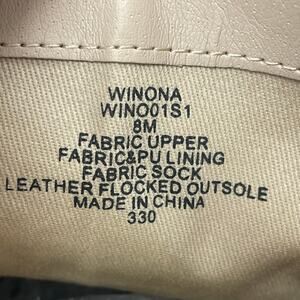 WINONA
WINO01S1
8M
FABRIC UPPER
FABRIC&PU LINING
FABRIC SOCK
LEATHER FLOCKED OUTSOLE
MADE IN CHINA
330